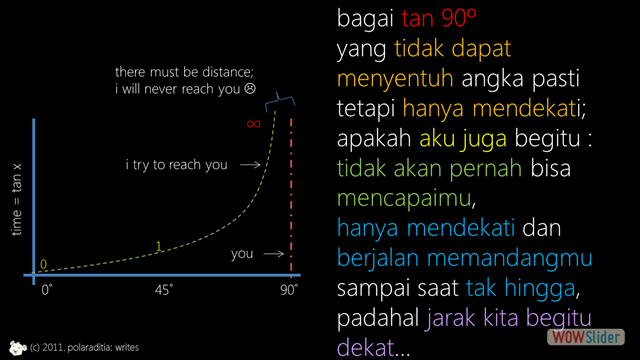 there must be distance;
i will never reach you ☹
∞
i try to reach you
time = tan x
1
you
0
0°
45°
90°
(c) 2011, polaraditia: writes
bagai tan 90º
yang tidak dapat
menyentuh angka pasti
tetapi hanya mendekati;
apakah aku juga begitu :
tidak akan pernah bisa
mencapaimu,
hanya mendekati dan
berjalan memandangmu
sampai saat tak hingga,
padahal jarak kita begitu
dekat...
WOWSlider